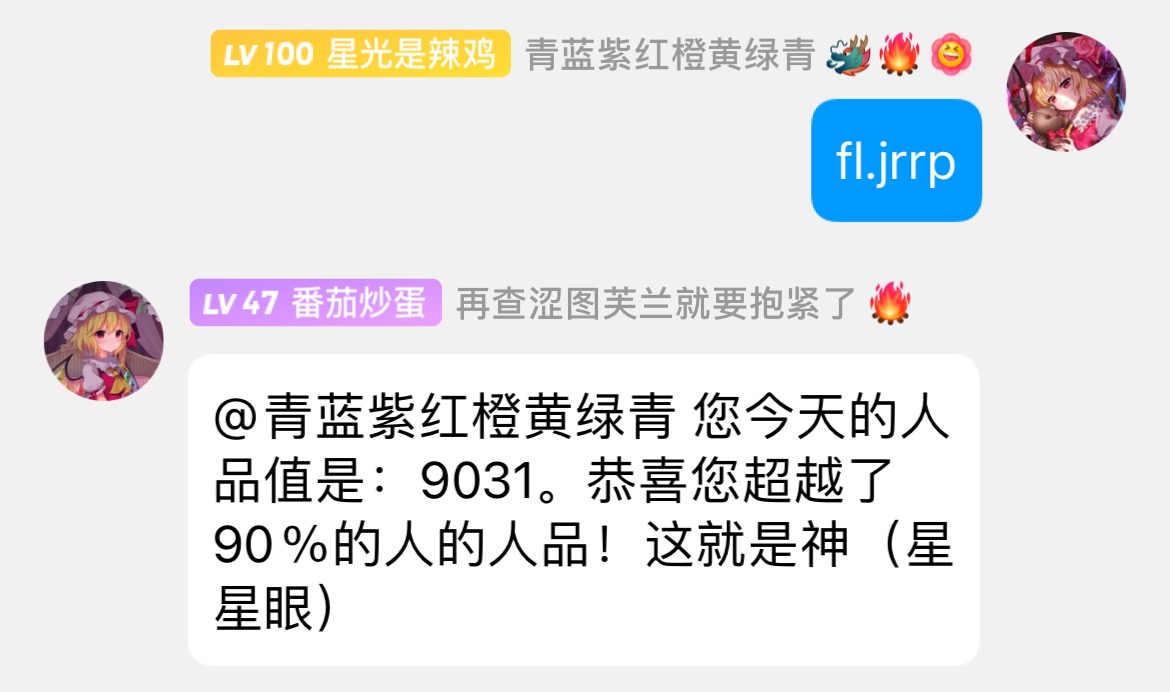 LV 100 星光是辣鸡 青蓝紫红橙黄绿青
fl.jrrp
LV 47 番茄炒蛋 再查涩图芙兰就要抱紧了
@青蓝紫红橙黄绿青 您今天的人
品值是：9031。恭喜您超越了
90%的人的人品！这就是神（星
星眼）